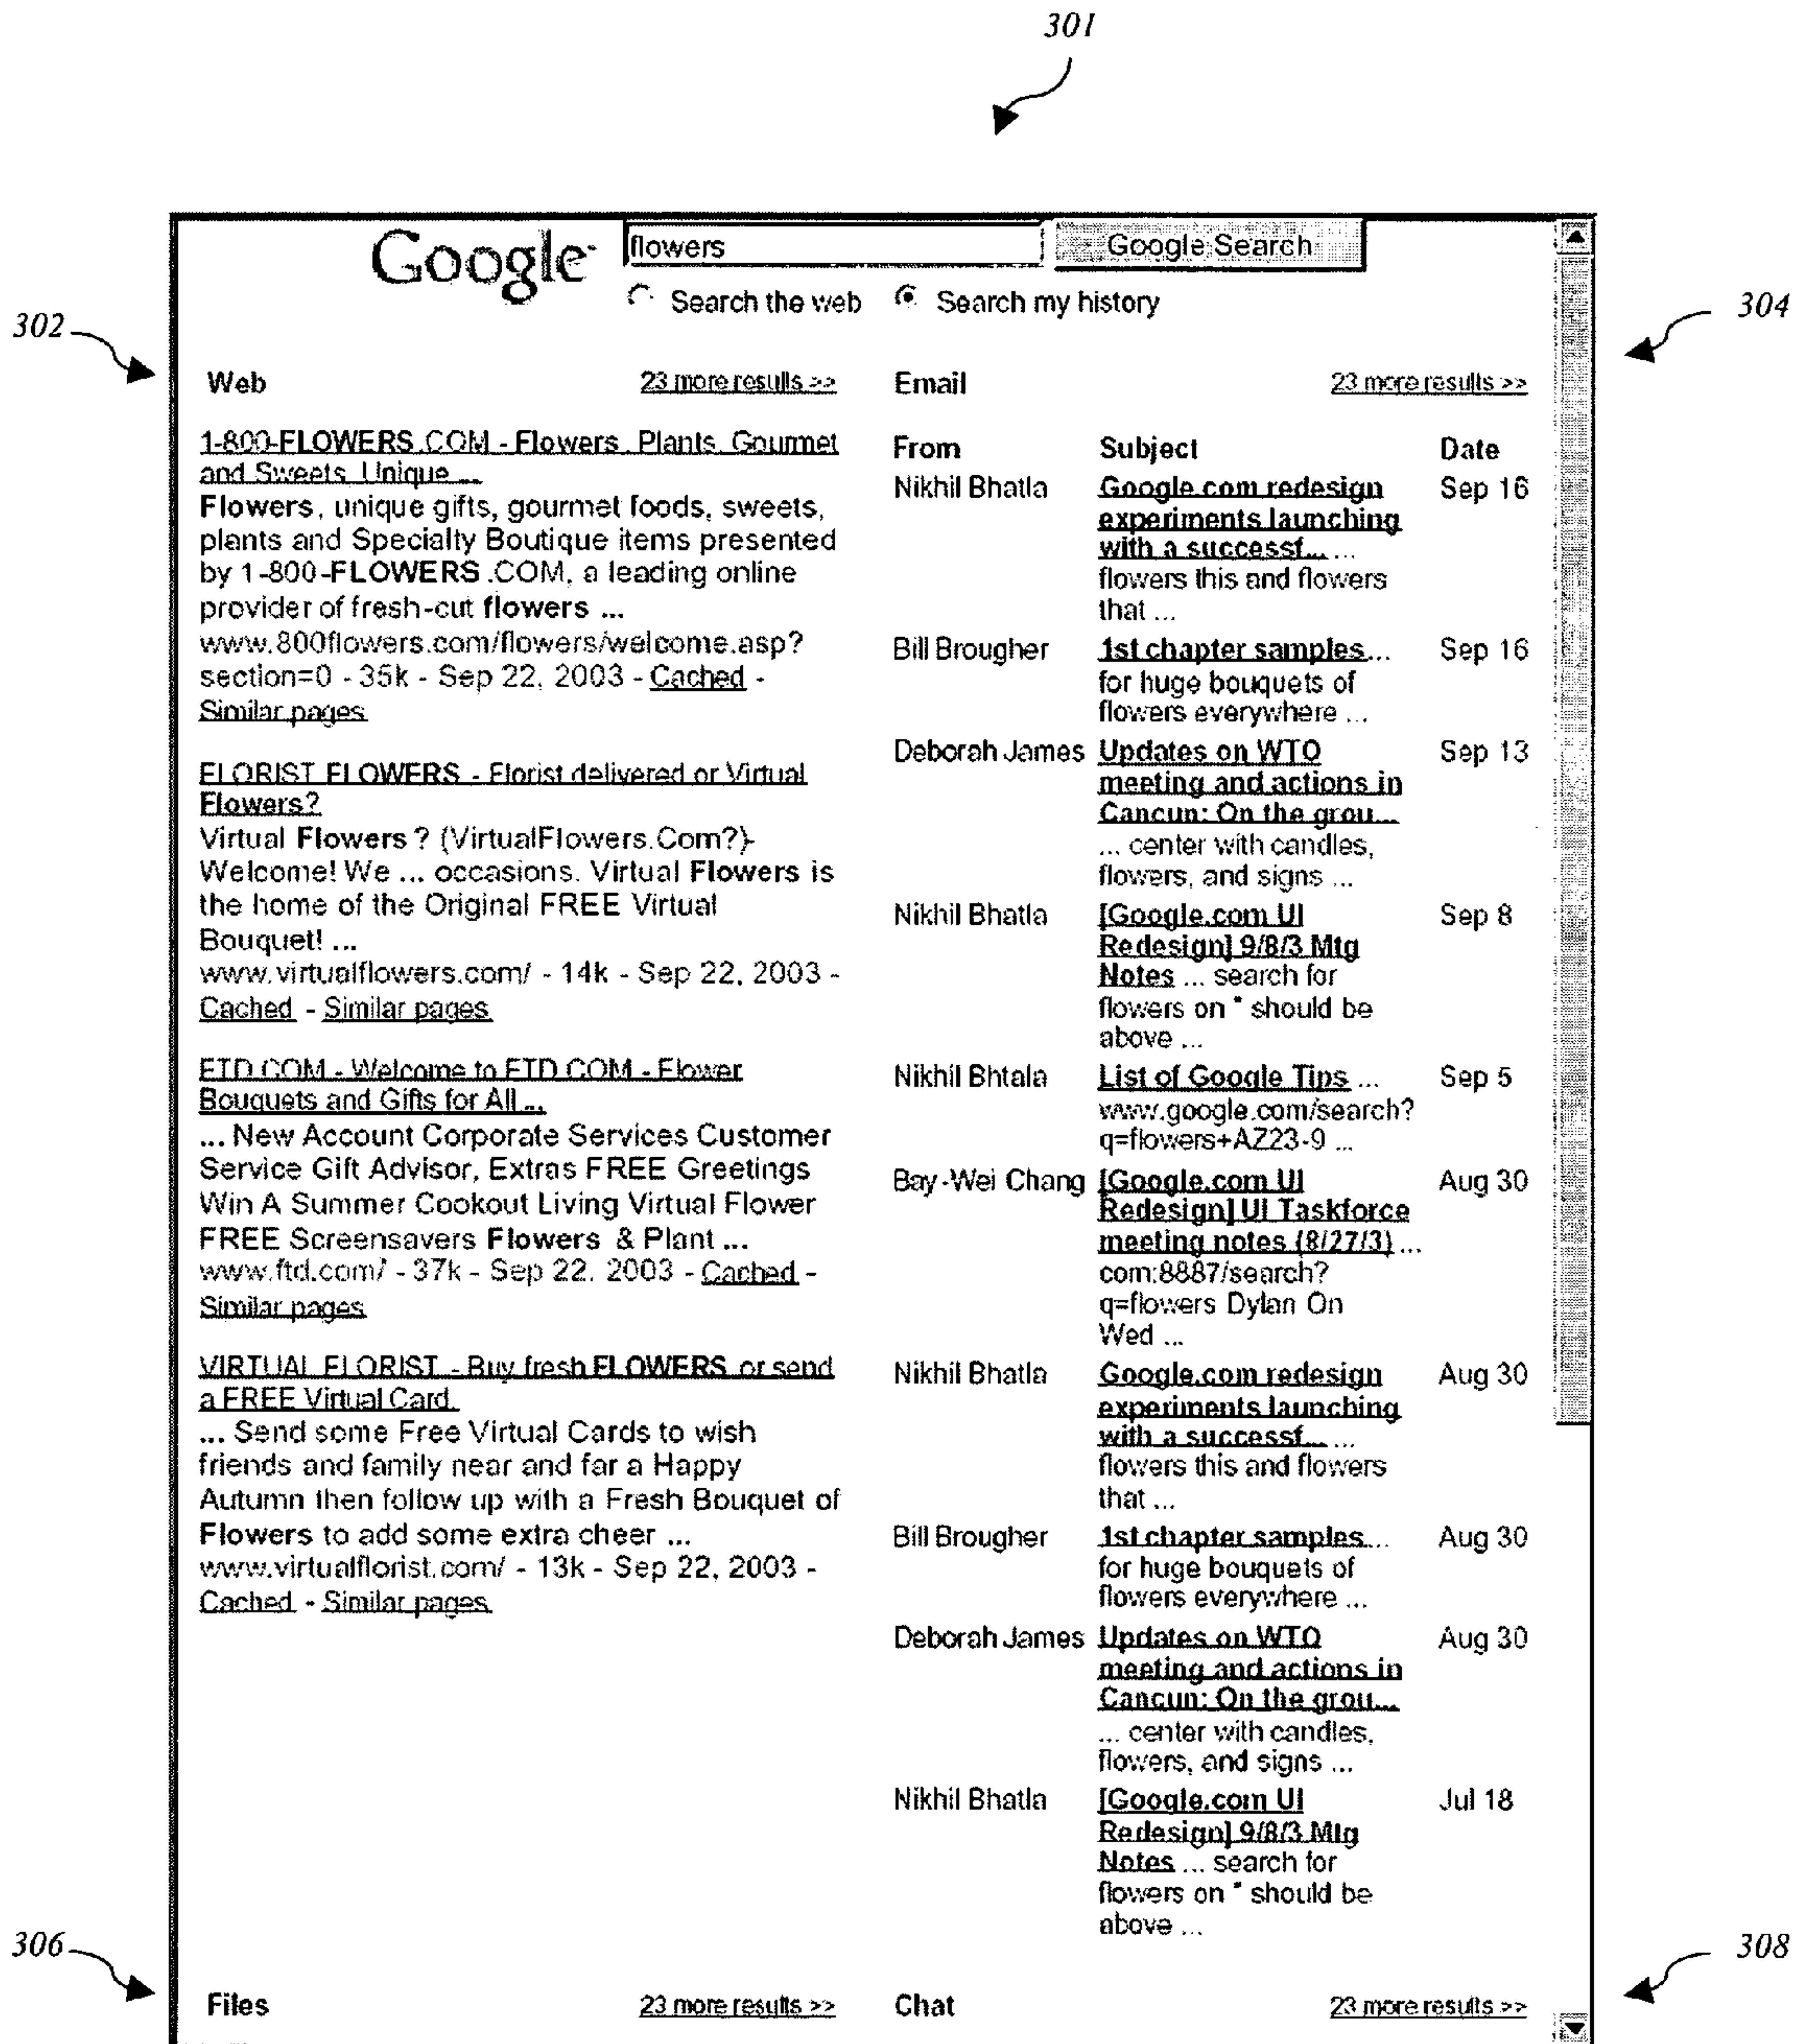 301
Google flowers Google Search
Search the web Search my history
302
304
Web 23 more results >>
1-800-FLOWERS.COM - Flowers, Plants, Gourmet
and Sweets, Unique ...
Flowers, unique gifts, gourmet foods, sweets,
plants and Specialty Boutique items presented
by 1-800-FLOWERS.COM, a leading online
provider of fresh-cut flowers ...
www.800flowers.com/flowers/welcome.asp?
section=0 - 35k - Sep 22, 2003 - Cached -
Similar pages
FLORIST FLOWERS - Florist delivered or Virtual
Flowers?
Virtual Flowers? (VirtualFlowers.Com?)-
Welcome! We ... occasions. Virtual Flowers is
the home of the Original FREE Virtual
Bouquet! ...
www.virtualflowers.com/ - 14k - Sep 22, 2003 -
Cached - Similar pages
FTD.COM - Welcome to FTD.COM - Flower
Bouquets and Gifts for All ...
... New Account Corporate Services Customer
Service Gift Advisor, Extras FREE Greetings
Win A Summer Cookout Living Virtual Flower
FREE Screensavers Flowers & Plant ...
www.ftd.com/ - 37k - Sep 22, 2003 - Cached -
Similar pages
VIRTUAL FLORIST - Buy fresh FLOWERS or send
a FREE Virtual Card.
... Send some Free Virtual Cards to wish
friends and family near and far a Happy
Autumn then follow up with a Fresh Bouquet of
Flowers to add some extra cheer ...
www.virtualflorist.com/ - 13k - Sep 22, 2003 -
Cached - Similar pages
Email 23 more results >>
From Subject Date
Nikhil Bhatla Google.com redesign Sep 16
experiments launching
with a successf... ...
flowers this and flowers
that ...
Bill Brougher 1st chapter samples... Sep 16
for huge bouquets of
flowers everywhere ...
Deborah James Updates on WTO Sep 13
meeting and actions in
Cancun: On the grou...
... center with candles,
flowers, and signs ...
Nikhil Bhatla [Google.com UI Sep 8
Redesign] 9/8/3 Mtg
Notes ... search for
flowers on * should be
above ...
Nikhil Bhtala List of Google Tips ... Sep 5
www.google.com/search?
q=flowers+AZ23-9 ...
Bay-Wei Chang [Google.com UI Aug 30
Redesign] UI Taskforce
meeting notes (8/27/3) ...
com:8887/search?
q=flowers Dylan On
Wed ...
Nikhil Bhatla Google.com redesign Aug 30
experiments launching
with a successf... ...
flowers this and flowers
that ...
Bill Brougher 1st chapter samples... Aug 30
for huge bouquets of
flowers everywhere ...
Deborah James Updates on WTO Aug 30
meeting and actions in
Cancun: On the grou...
... center with candles,
flowers, and signs ...
Nikhil Bhatla [Google.com UI Jul 18
Redesign] 9/8/3 Mtg
Notes ... search for
flowers on * should be
above ...
306
308
Files 23 more results >>
Chat 23 more results >>